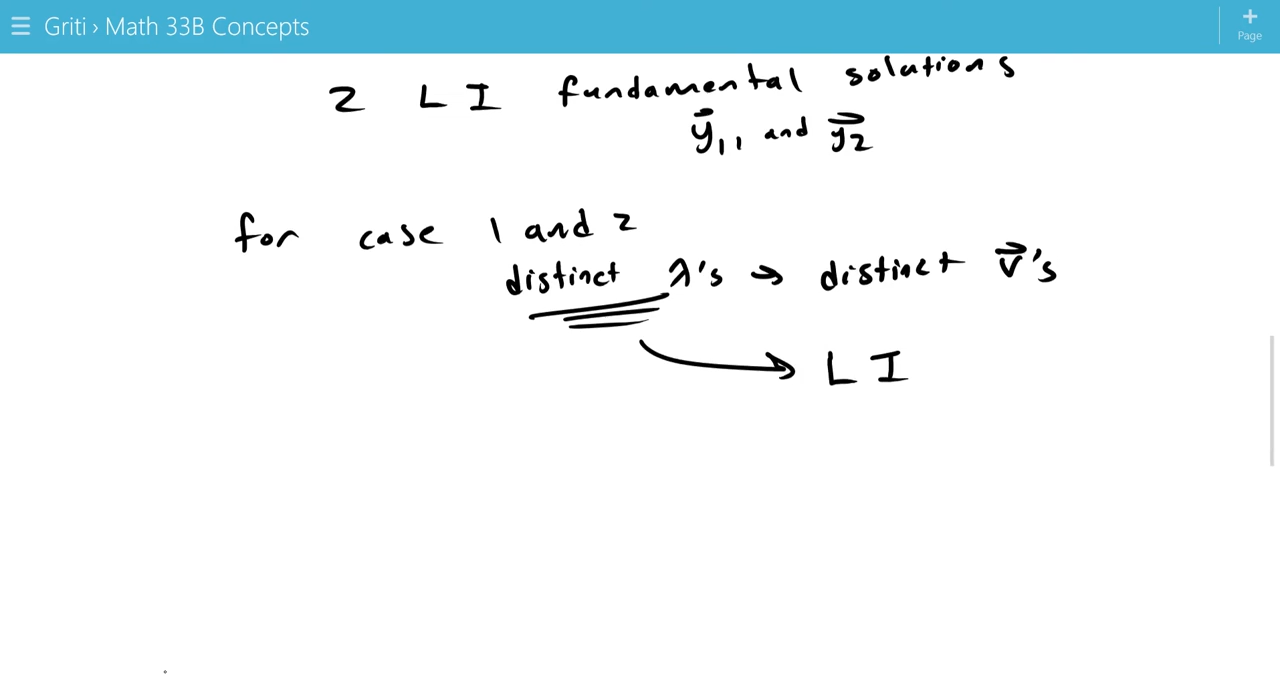 Griti › Math 33B Concepts
Page
2 LI fundamental solutions
y⃗₁, and y⃗₂
for case 1 and 2
distinct λ's → distinct v⃗'s
LI